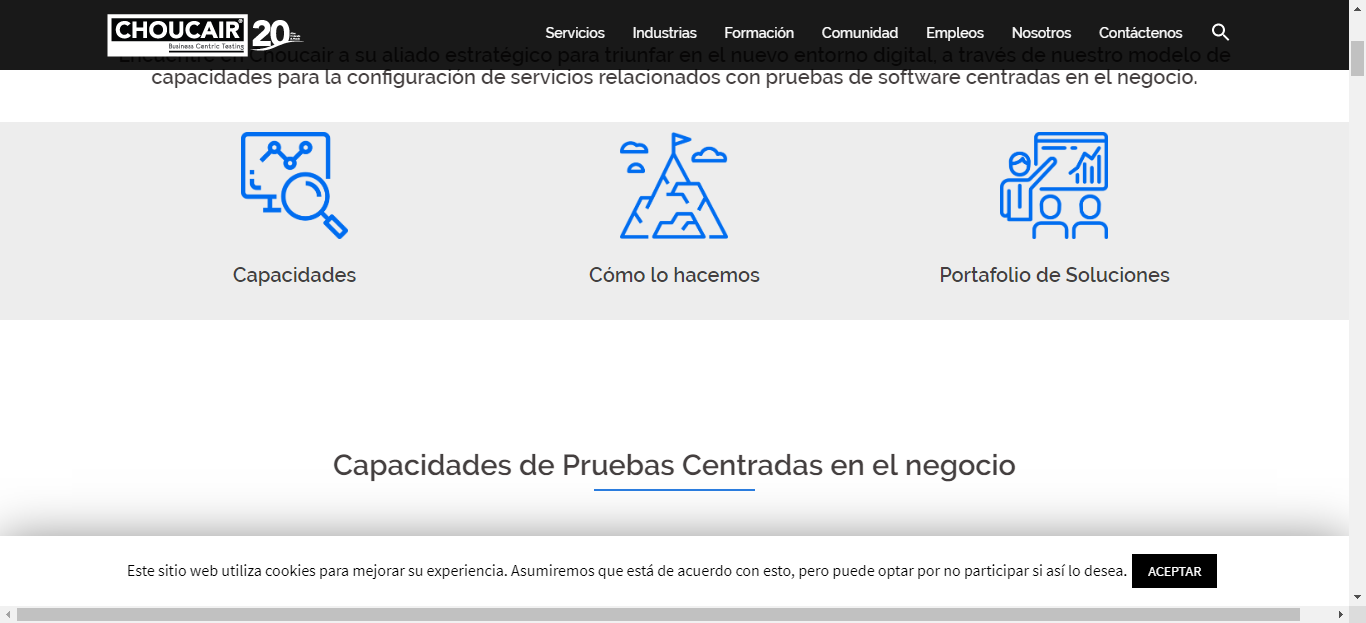 CHOUCAIR®
Business Centric Testing
20
Servicios
Industrias
Formación
Comunidad
Empleos
Nosotros
Contáctenos
Encuentre en Choucair a su aliado estratégico para triunfar en el nuevo entorno digital, a través de nuestro modelo de
capacidades para la configuración de servicios relacionados con pruebas de software centradas en el negocio.
Capacidades
Cómo lo hacemos
Portafolio de Soluciones
Capacidades de Pruebas Centradas en el negocio
Este sitio web utiliza cookies para mejorar su experiencia. Asumiremos que está de acuerdo con esto, pero puede optar por no participar si así lo desea.
ACEPTAR